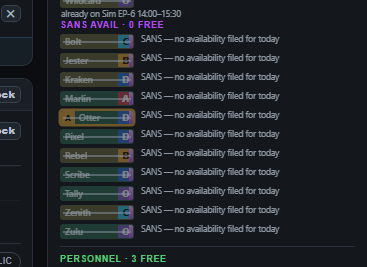 already on Sim EP-6 14:00–15:30
SANS AVAIL · 0 FREE
Bolt C SANS — no availability filed for today
Jester B SANS — no availability filed for today
Kraken D SANS — no availability filed for today
Marlin A SANS — no availability filed for today
A Otter D SANS — no availability filed for today
Pixel D SANS — no availability filed for today
Rebel B SANS — no availability filed for today
Scribe D SANS — no availability filed for today
Tally O SANS — no availability filed for today
Zenith C SANS — no availability filed for today
Zulu O SANS — no availability filed for today
PERSONNEL · 3 FREE
ock
ock
LIC